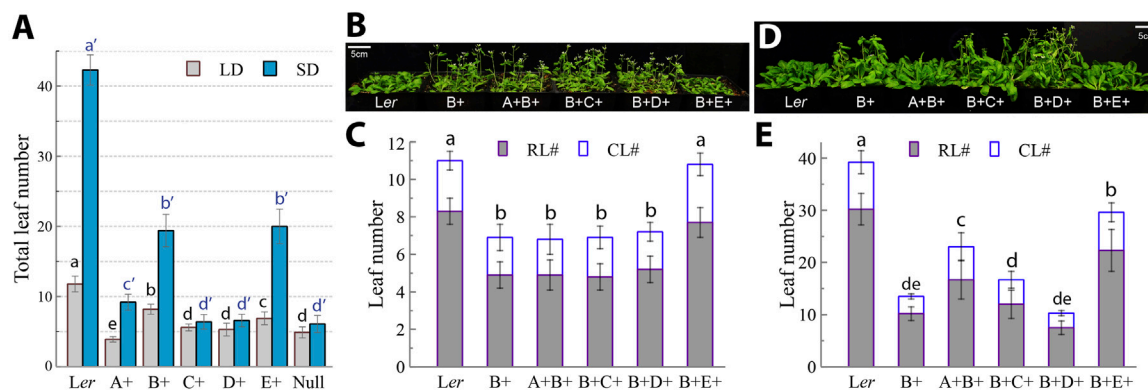 A
Total leaf number
40
40
30
20
10
0
LD SD
a′
a
e
c′
b
b′
d
d′
d
d′
c
b′
d
d′
Ler A+ B+ C+ D+ E+ Null
B
5cm
Ler B+ A+B+ B+C+ B+D+ B+E+
C
Leaf number
12
10
8
6
4
2
0
RL# CL#
a b b b b a
Ler B+ A+B+ B+C+ B+D+ B+E+
D
5c
Ler B+ A+B+ B+C+ B+D+ B+E+
E
Leaf number
40
30
20
10
0
RL# CL#
a
de
c
d
de
b
Ler B+ A+B+ B+C+ B+D+ B+E+